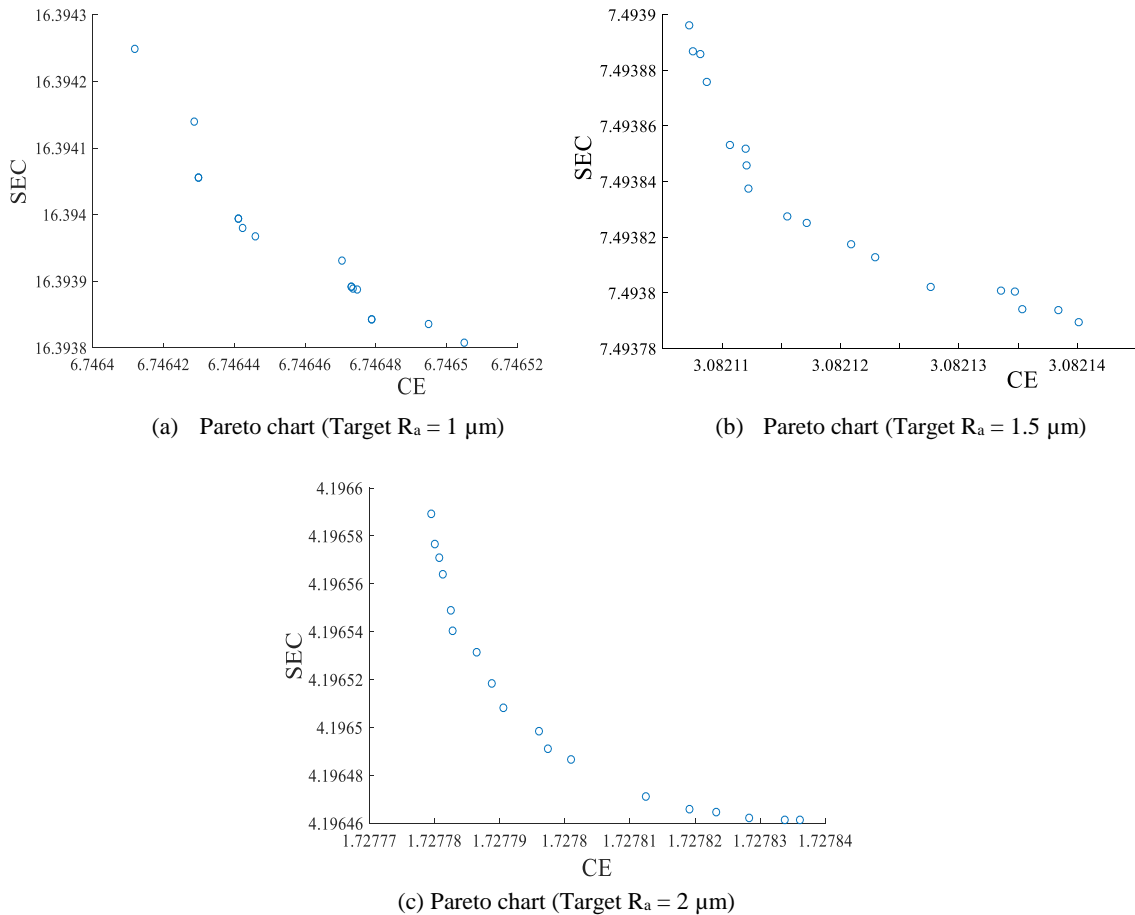 16.3943
16.3942
16.3941
16.394
16.3939
16.3938
SEC
6.7464 6.74642 6.74644 6.74646 6.74648 6.7465 6.74652
CE
(a) Pareto chart (Target Rₐ = 1 µm)
7.4939
7.49388
7.49386
7.49384
7.49382
7.4938
7.49378
SEC
3.08211 3.08212 3.08213 3.08214
CE
(b) Pareto chart (Target Rₐ = 1.5 µm)
4.1966
4.19658
4.19656
4.19654
4.19652
4.1965
4.19648
4.19646
SEC
1.72777 1.72778 1.72779 1.7278 1.72781 1.72782 1.72783 1.72784
CE
(c) Pareto chart (Target Rₐ = 2 µm)